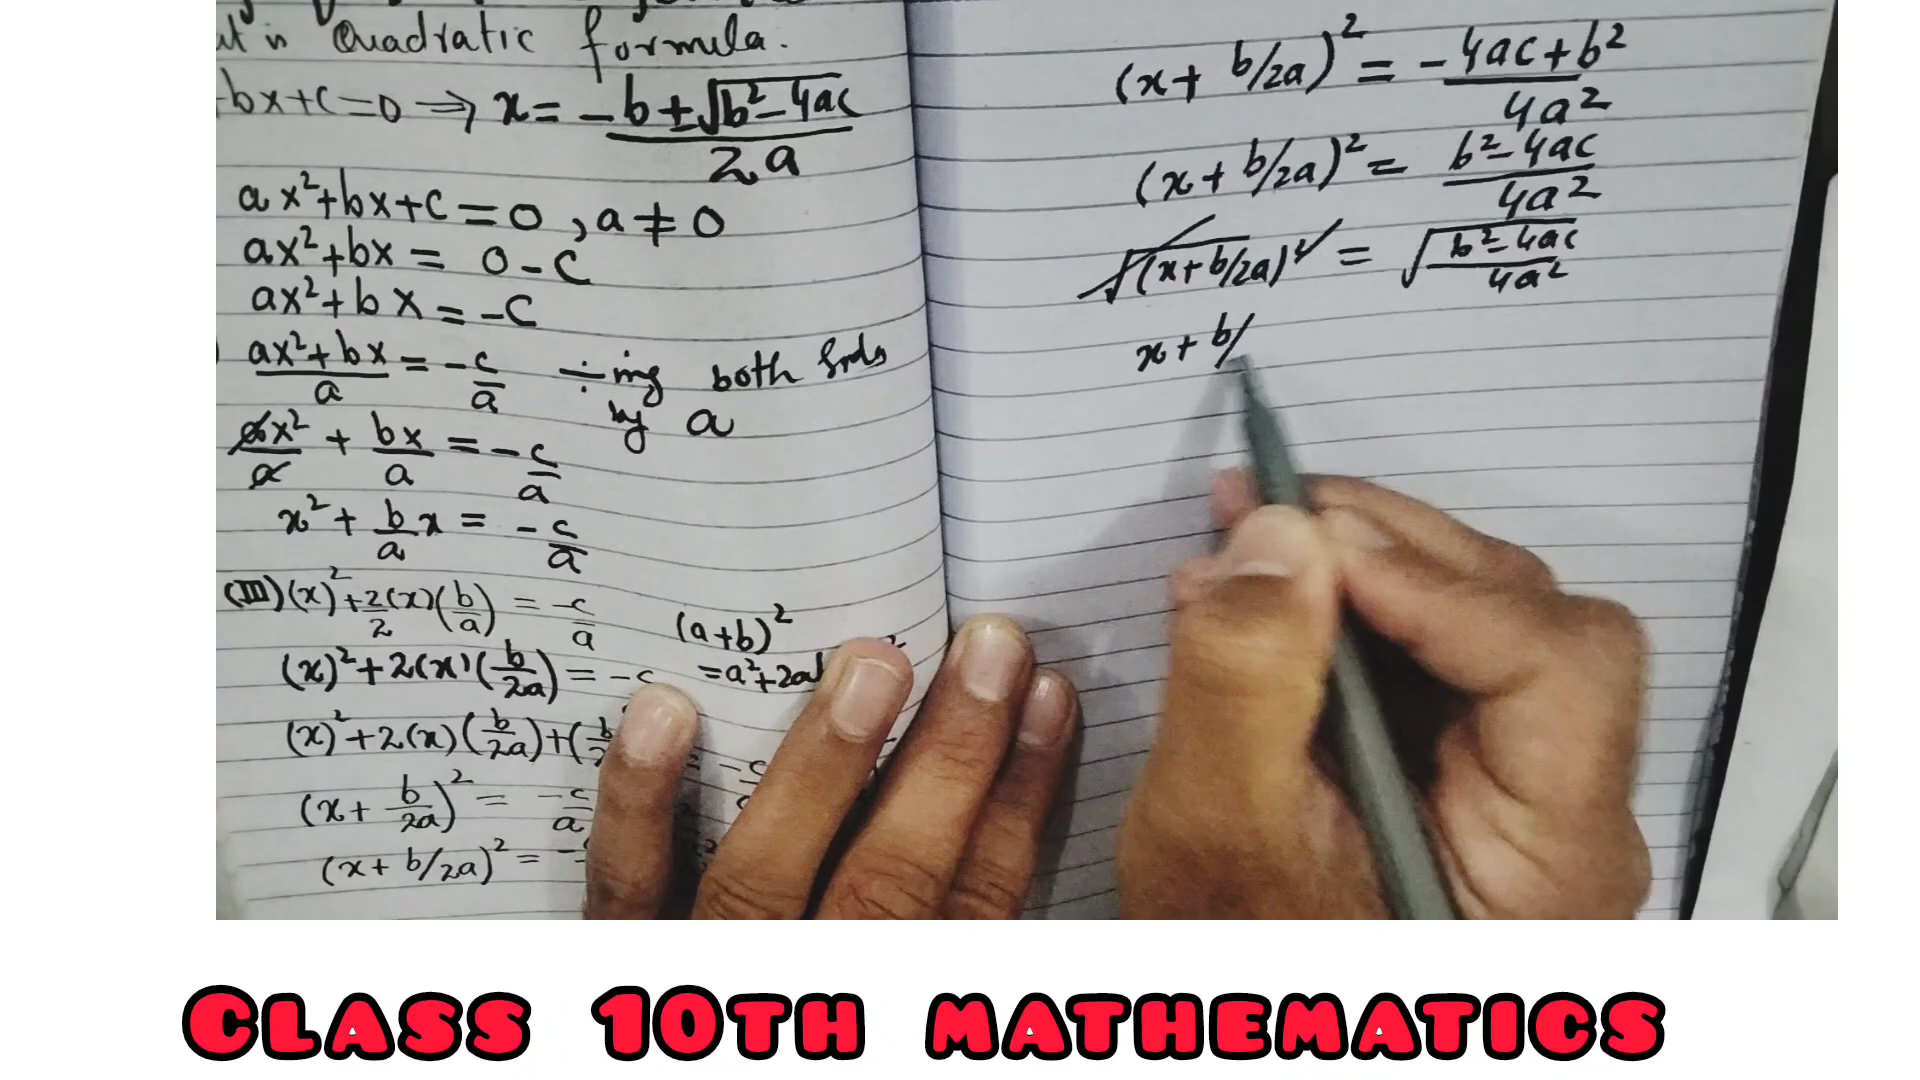 Quadratic formula.
bx+c=0 ⇒ x = -b±√b²-4ac / 2a
ax²+bx+c=0, a≠0
ax²+bx = 0-c
ax²+bx = -c
ax²+bx / a = -c/a ÷ing both
by a
ax²/a + bx/a = -c/a
x² + b/a x = -c/a
(III) (x)²+2/2(x)(b/a) = -c/a
(a+b)²
(x)²+2(x)(b/2a) = -c
=a²+2a
(x)²+2(x)(b/2a)+(b = -c
(x+b/2a)² = -c/a
(x+b/2a)² = -
(x+b/2a)² = -4ac+b² / 4a²
(x+b/2a)² = b²-4ac / 4a²
√(x+b/2a)² = √b²-4ac / 4a²
x+b/
CLASS 10TH MATHEMATICS